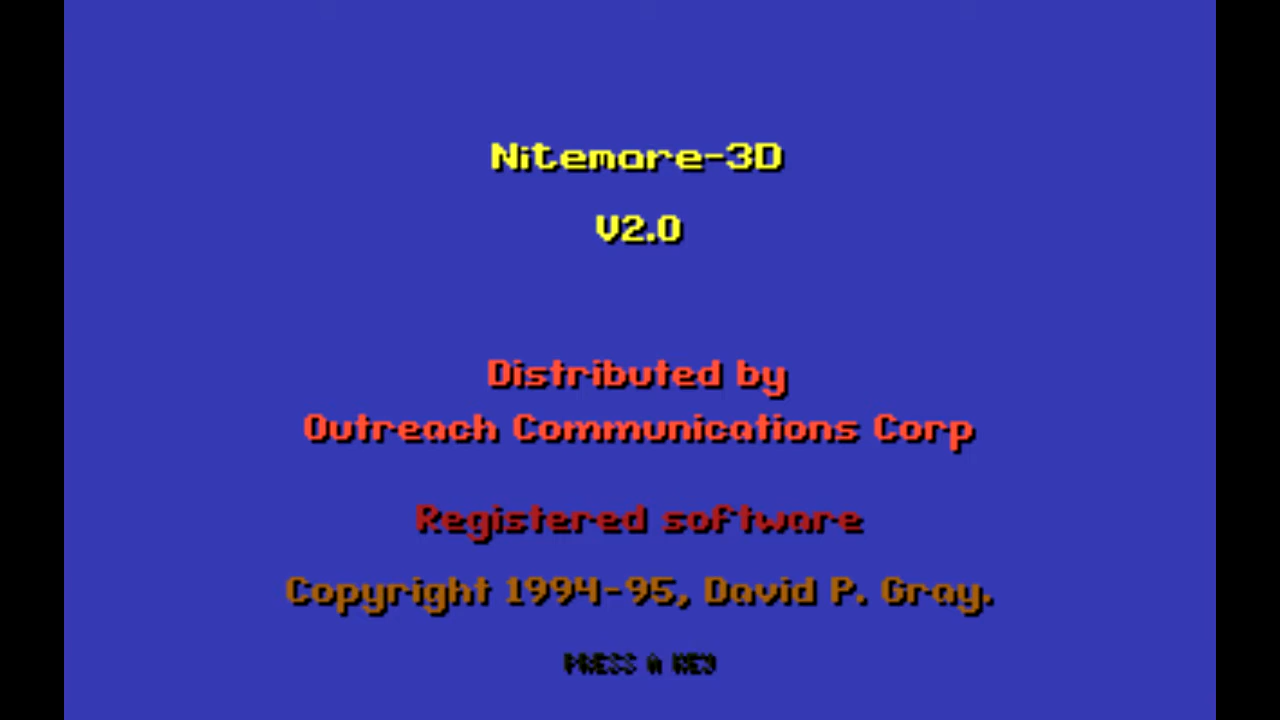 Nitemare-3D
V2.0
Distributed by
Outreach Communications Corp
Registered software
Copyright 1994-95, David P. Gray.
PRESS A KEY